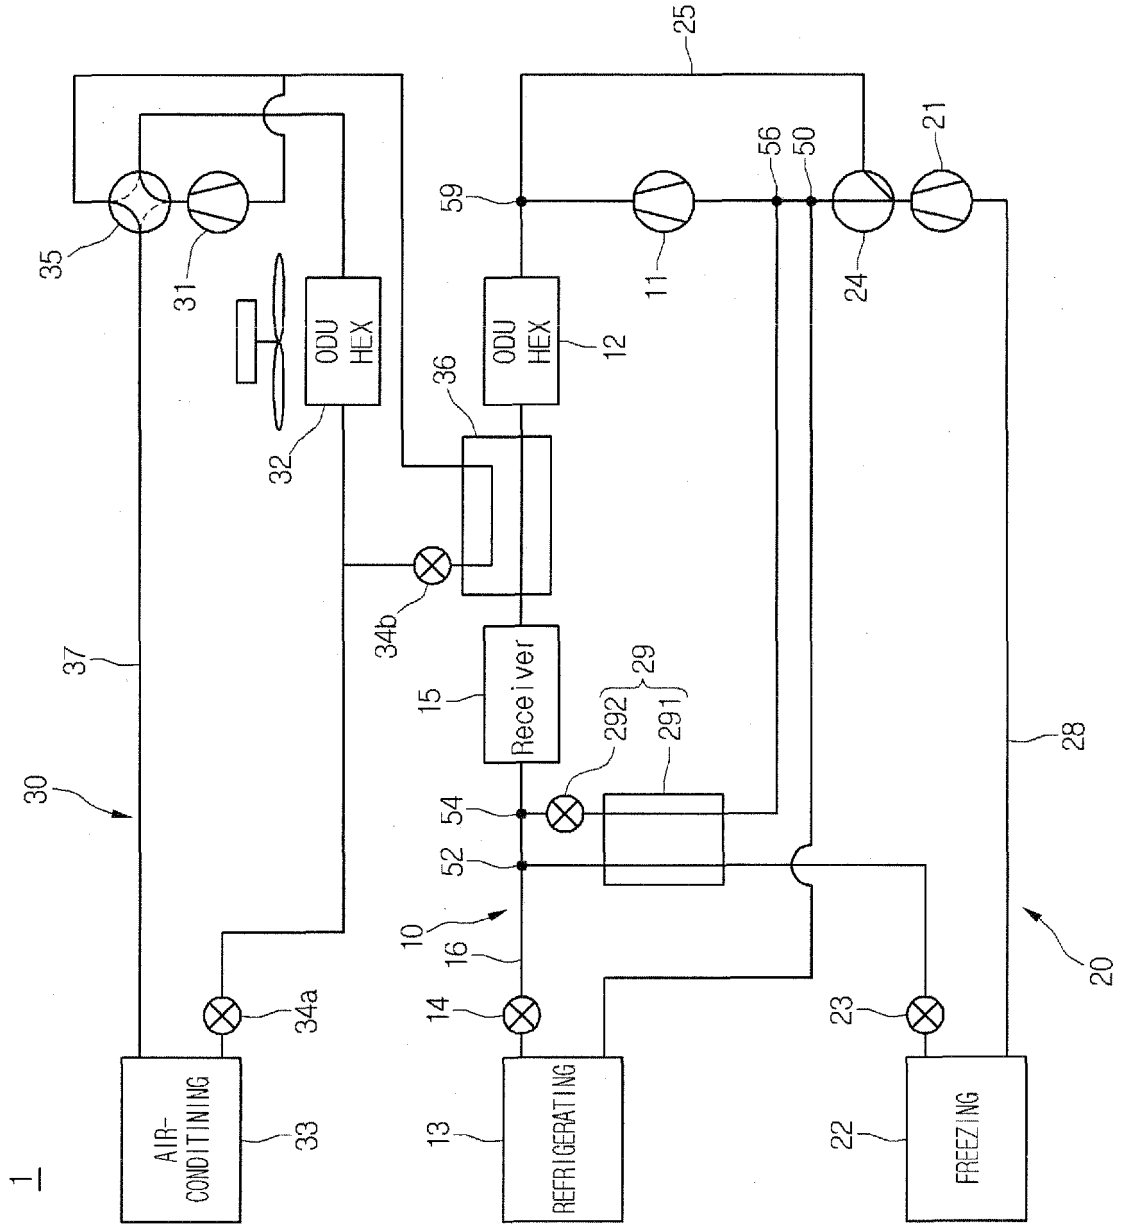 1
30
35
37
AIR-
CONDITINING
31
32
33
34a
ODU
HEX
34b
10
15
13
14
36
52
54
59
16
ODU
HEX
Receiver
REFRIGERATING
292
12
29
11
291
25
56
50
22
23
24
21
FREEZING
28
20